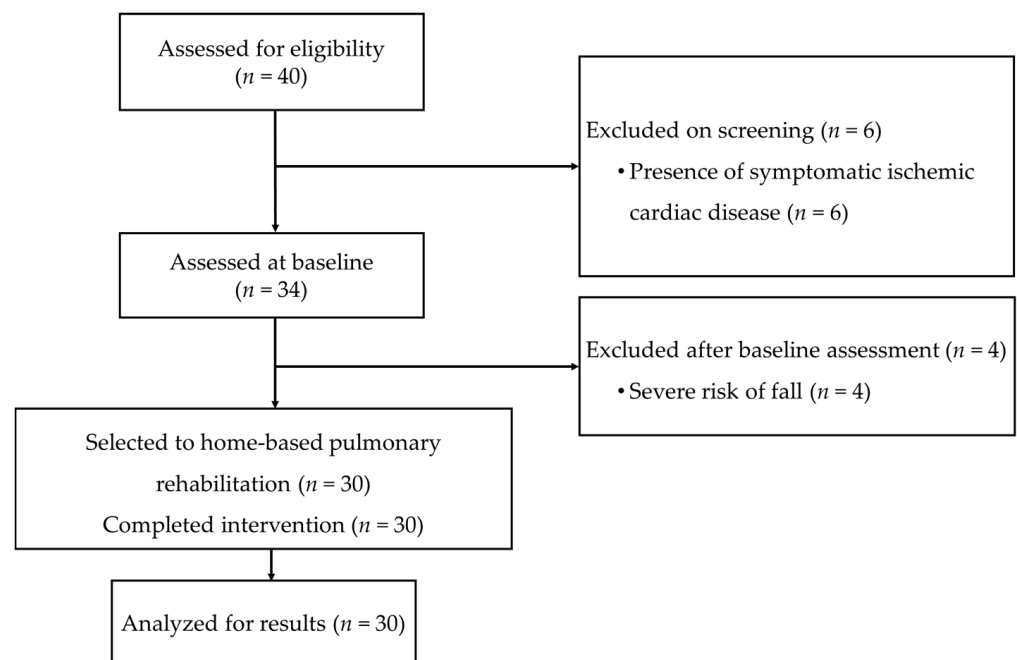 Assessed for eligibility
(n = 40)
Excluded on screening (n = 6)
• Presence of symptomatic ischemic
cardiac disease (n = 6)
Assessed at baseline
(n = 34)
Excluded after baseline assessment (n = 4)
• Severe risk of fall (n = 4)
Selected to home-based pulmonary
rehabilitation (n = 30)
Completed intervention (n = 30)
Analyzed for results (n = 30)